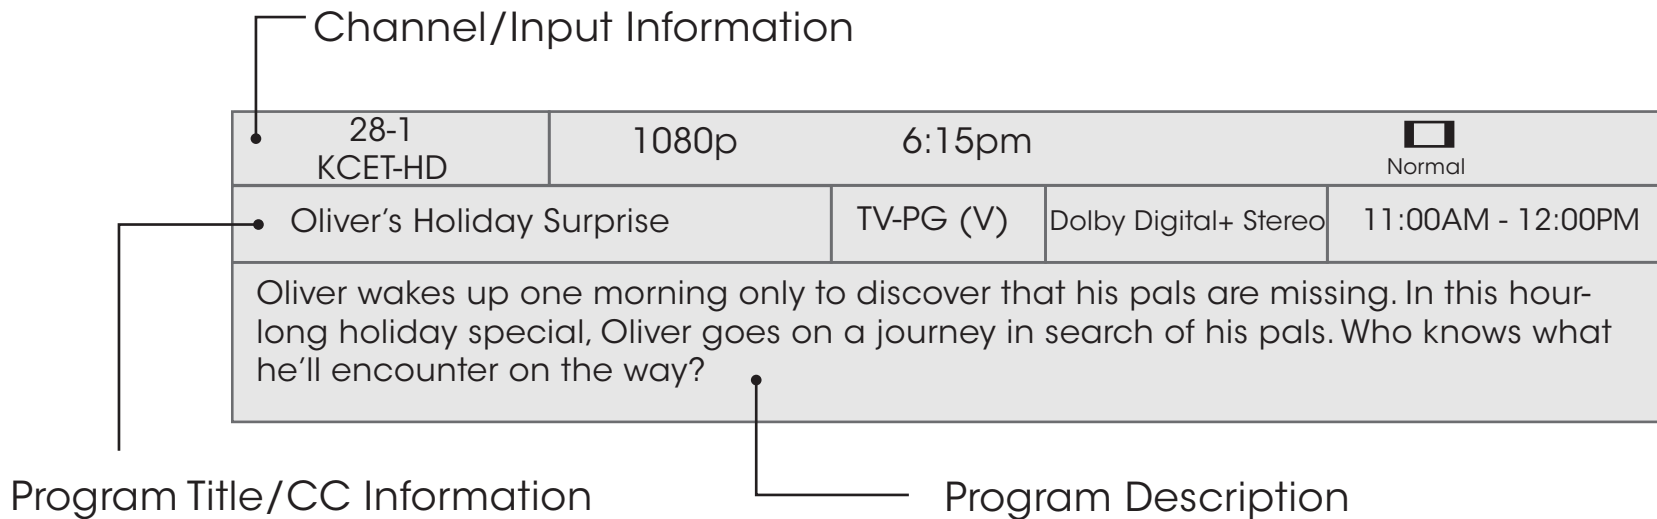 Channel/Input Information
28-1
KCET-HD
1080p
6:15pm
Normal
Oliver’s Holiday Surprise
TV-PG (V)
Dolby Digital+ Stereo
11:00AM - 12:00PM
Oliver wakes up one morning only to discover that his pals are missing. In this hour-
long holiday special, Oliver goes on a journey in search of his pals. Who knows what
he’ll encounter on the way?
Program Title/CC Information
Program Description